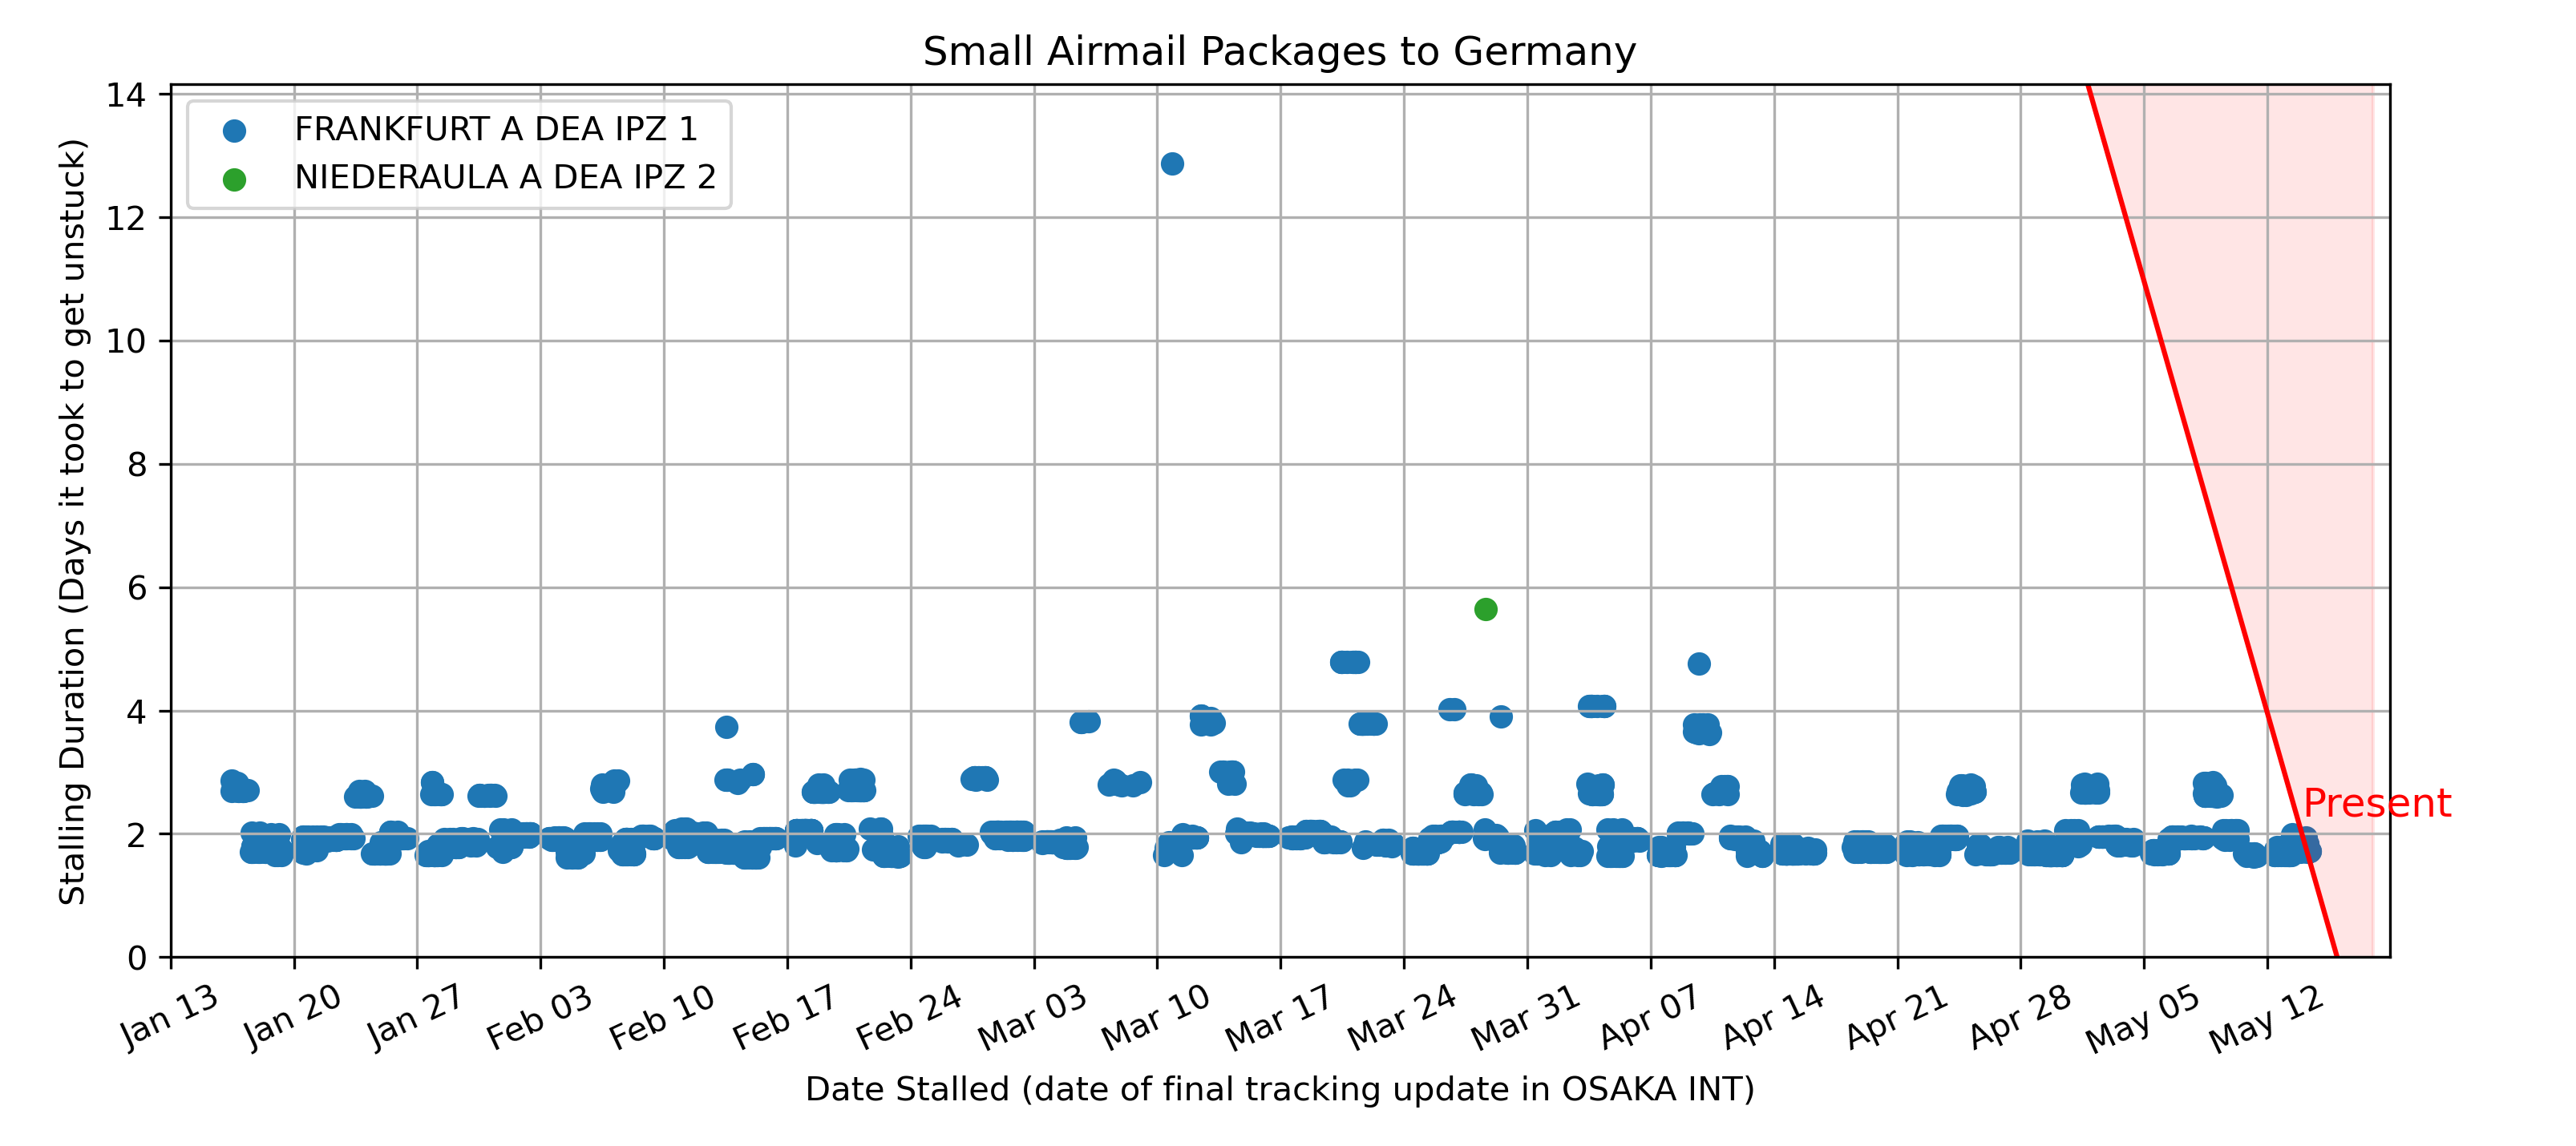 Small Airmail Packages to Germany
FRANKFURT A DEA IPZ 1
NIEDERAULA A DEA IPZ 2
Stalling Duration (Days it took to get unstuck)
14
12
10
8
6
4
2
0
Present
Jan 13
Jan 20
Jan 27
Feb 03
Feb 10
Feb 17
Feb 24
Mar 03
Mar 10
Mar 17
Mar 24
Mar 31
Apr 07
Apr 14
Apr 21
Apr 28
May 05
May 12
Date Stalled (date of final tracking update in OSAKA INT)